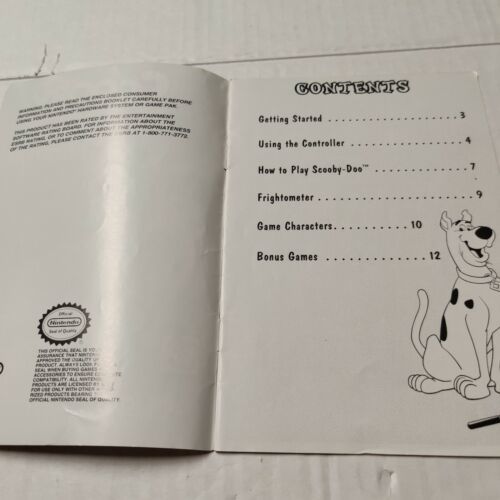 WARNING: PLEASE READ THE ENCLOSED CONSUMER
INFORMATION AND PRECAUTIONS BOOKLET CAREFULLY BEFORE
USING YOUR NINTENDO® HARDWARE SYSTEM OR GAME PAK.
THIS PRODUCT HAS BEEN RATED BY THE ENTERTAINMENT
SOFTWARE RATING BOARD. FOR INFORMATION ABOUT THE
ESRB RATING, OR TO COMMENT ABOUT THE APPROPRIATENESS
OF THE RATING, PLEASE CONTACT THE ESRB AT 1-800-771-3772.
Official
Nintendo
Seal of Quality
THIS OFFICIAL SEAL IS
ASSURANCE THAT
APPROVED THE QUALITY
PRODUCT. ALWAYS LOOK
SEAL WHEN BUYING GAMES
ACCESSORIES TO ENSURE
COMPATIBILITY. ALL
PRODUCTS ARE LICENSED
FOR USE ONLY WITH OTHER
RIZED PRODUCTS BEARING
OFFICIAL NINTENDO SEAL OF QUALITY.
CONTENTS
Getting Started . . . . . . . . . . . . . . . . . 3
Using the Controller . . . . . . . . . . . . . . 4
How to Play Scooby-Doo™ . . . . . . . . . . . 7
Frightometer . . . . . . . . . . . . . . . . . . 9
Game Characters. . . . . . . . . . 10
Bonus Games . . . . . . . . . . . . . 12